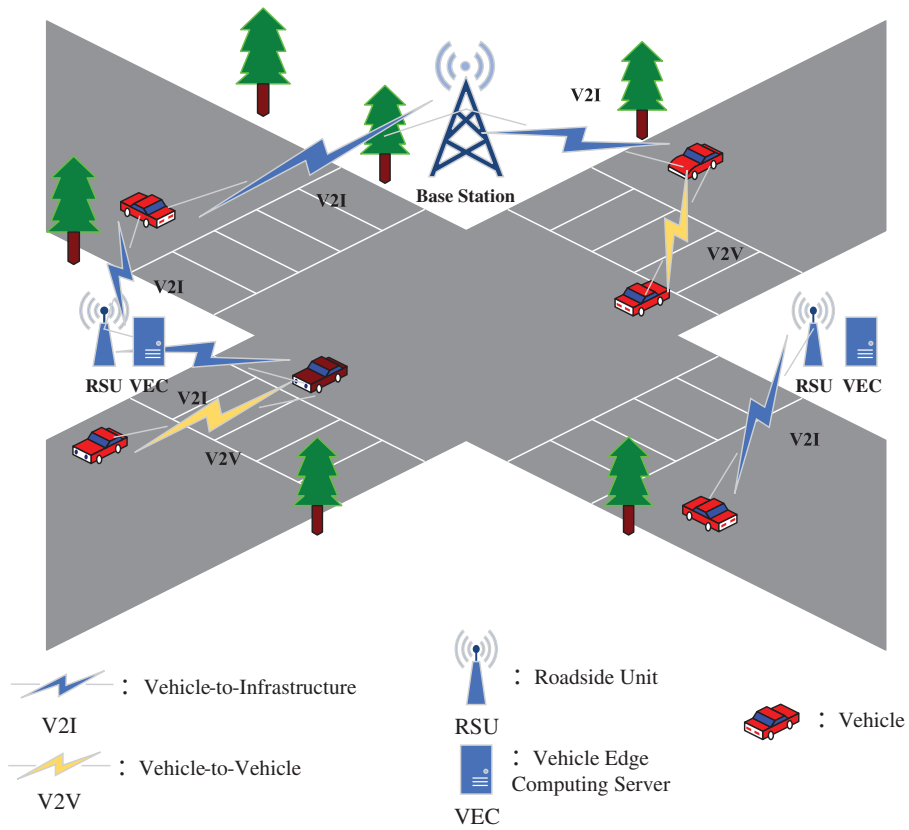 V2I
Base Station
V2I
V2V
V2I
RSU VEC
RSU VEC
V2I
V2I
V2V
: Vehicle-to-Infrastructure
V2I
: Roadside Unit
RSU
: Vehicle
: Vehicle-to-Vehicle
V2V
: Vehicle Edge
Computing Server
VEC